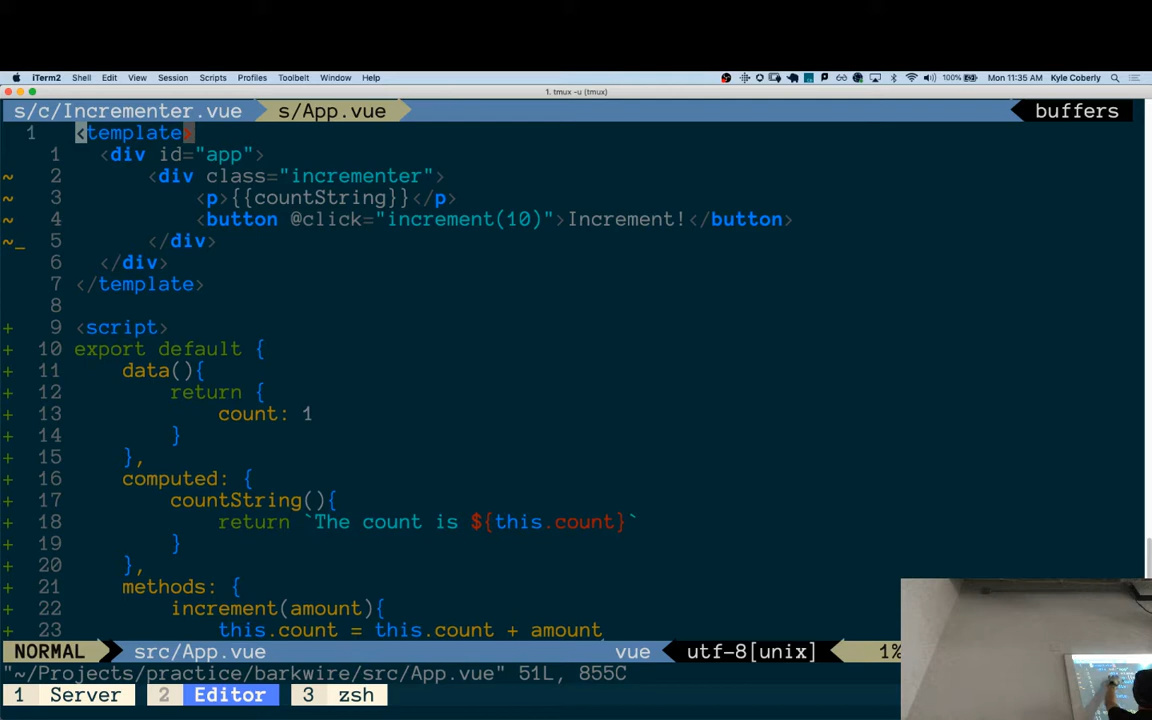 iTerm2 Shell Edit View Session Scripts Profiles Toolbelt Window Help 100% Mon 11:35 AM Kyle Coberly
1. tmux -u (tmux)
s/c/Incrementer.vue s/App.vue buffers
1 <template>
1 <div id="app">
~ 2 <div class="incrementer">
~ 3 <p>{{countString}}</p>
~ 4 <button @click="increment(10)">Increment!</button>
~_ 5 </div>
6 </div>
7 </template>
8
+ 9 <script>
+ 10 export default {
+ 11 data(){
+ 12 return {
+ 13 count: 1
+ 14 }
+ 15 },
+ 16 computed: {
+ 17 countString(){
+ 18 return `The count is ${this.count}`
+ 19 }
+ 20 },
+ 21 methods: {
+ 22 increment(amount){
+ 23 this.count = this.count + amount
NORMAL src/App.vue vue utf-8[unix] 1%
"~/Projects/practice/barkwire/src/App.vue" 51L, 855C
1 Server 2 Editor 3 zsh